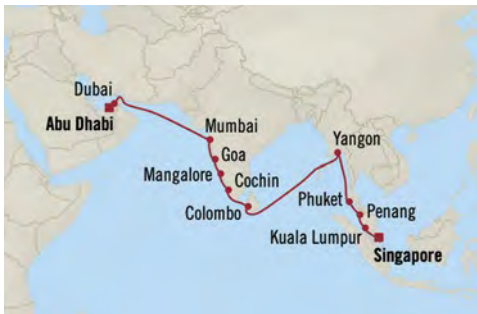 Dubai
Abu Dhabi
Mumbai
Goa
Mangalore
Cochin
Colombo
Yangon
Phuket
Penang
Kuala Lumpur
Singapore